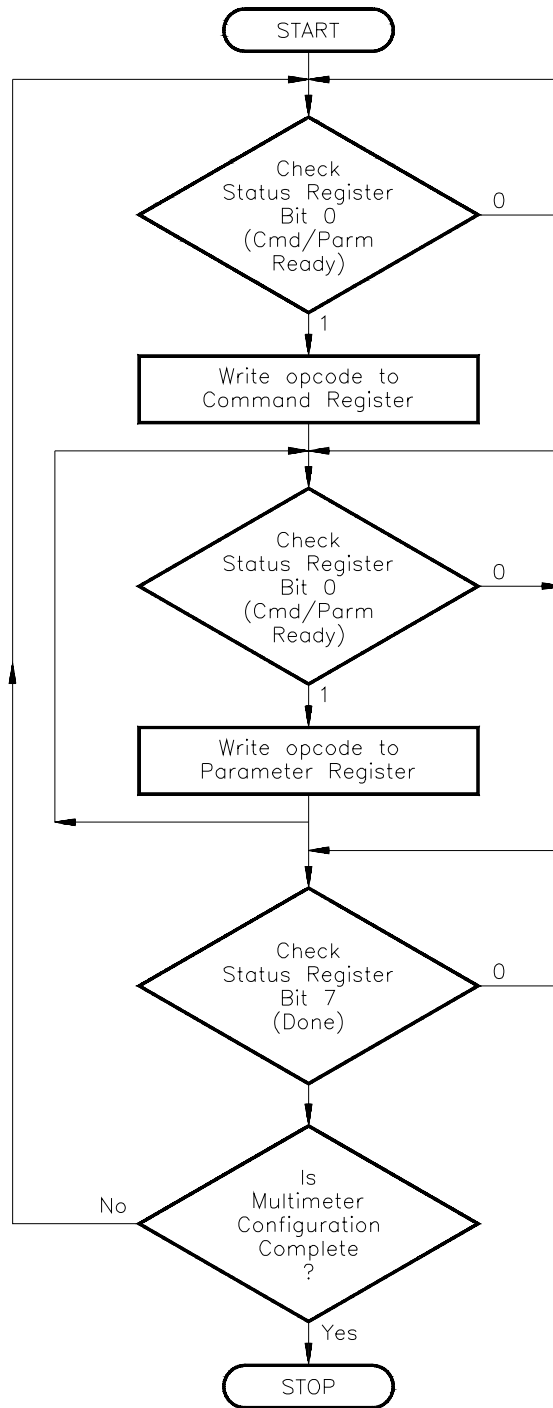 START
Check
Status Register
Bit 0
(Cmd/Parm
Ready)
0
1
Write opcode to
Command Register
Check
Status Register
Bit 0
(Cmd/Parm
Ready)
0
1
Write opcode to
Parameter Register
Check
Status Register
Bit 7
(Done)
0
Is
Multimeter
Configuration
Complete
?
No
Yes
STOP